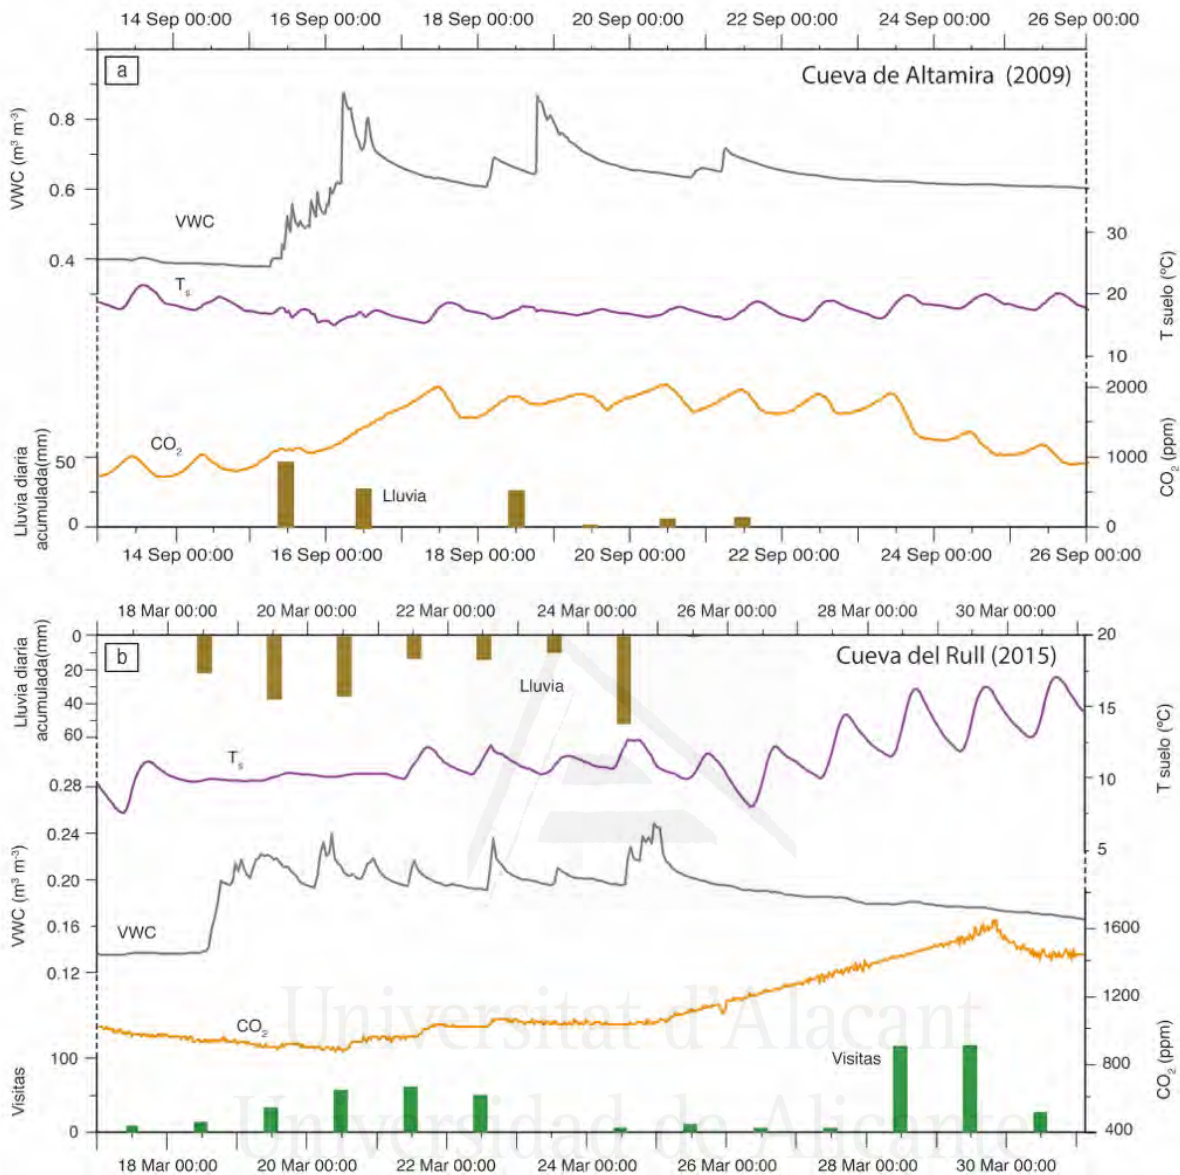 14 Sep 00:00 16 Sep 00:00 18 Sep 00:00 20 Sep 00:00 22 Sep 00:00 24 Sep 00:00 26 Sep 00:00
a
Cueva de Altamira (2009)
VWC (m³ m⁻³)
0.8
0.6
0.4
VWC
30
20
10
T suelo (ºC)
Tₛ
2000
1000
0
CO₂ (ppm)
CO₂
Lluvia diaria
acumulada(mm)
50
0
Lluvia
14 Sep 00:00 16 Sep 00:00 18 Sep 00:00 20 Sep 00:00 22 Sep 00:00 24 Sep 00:00 26 Sep 00:00
18 Mar 00:00 20 Mar 00:00 22 Mar 00:00 24 Mar 00:00 26 Mar 00:00 28 Mar 00:00 30 Mar 00:00
b
Cueva del Rull (2015)
Lluvia diaria
acumulada(mm)
0
20
40
60
Lluvia
20
15
10
5
T suelo (ºC)
Tₛ
0.28
0.24
0.20
0.16
0.12
VWC (m³ m⁻³)
VWC
1600
1200
800
400
CO₂ (ppm)
CO₂
Universitat d'Alacant
Universidad de Alicante
100
0
Visitas
Visitas
18 Mar 00:00 20 Mar 00:00 22 Mar 00:00 24 Mar 00:00 26 Mar 00:00 28 Mar 00:00 30 Mar 00:00